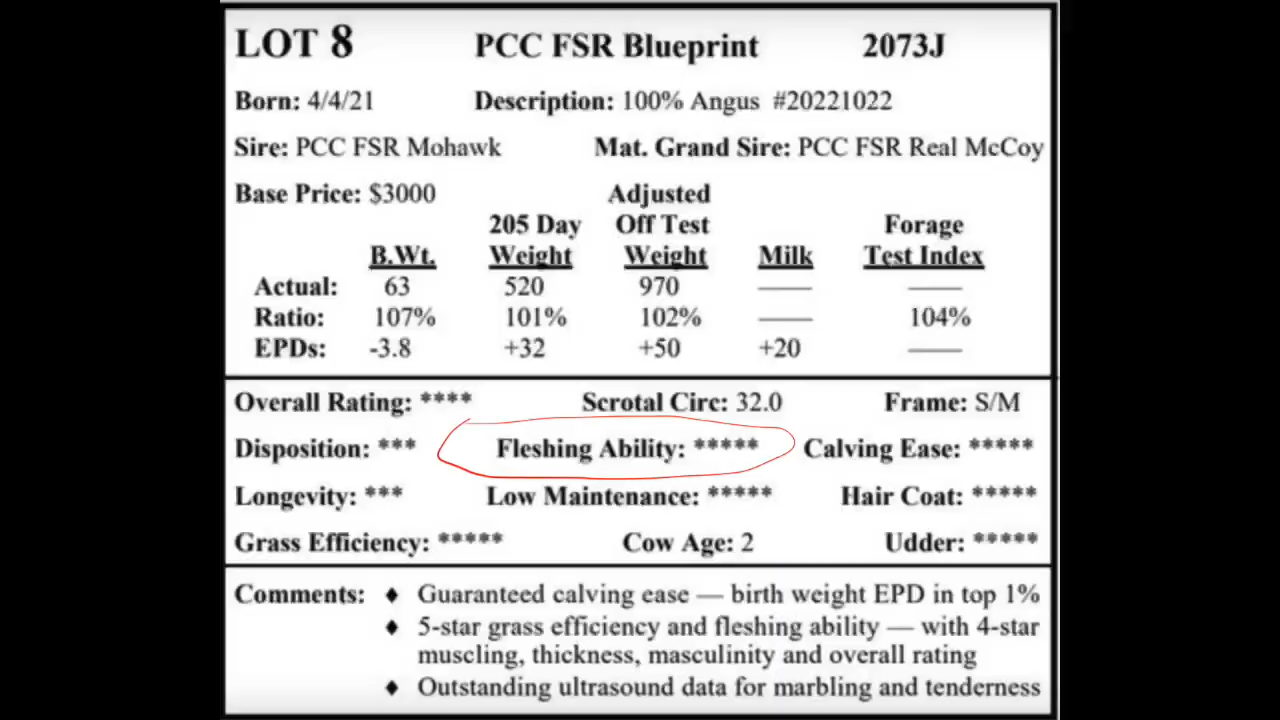 LOT 8 PCC FSR Blueprint 2073J
Born: 4/4/21 Description: 100% Angus #20221022
Sire: PCC FSR Mohawk Mat. Grand Sire: PCC FSR Real McCoy
Base Price: $3000 Adjusted
205 Day Off Test Forage
B.Wt. Weight Weight Milk Test Index
Actual: 63 520 970 —— ——
Ratio: 107% 101% 102% —— 104%
EPDs: -3.8 +32 +50 +20 ——
Overall Rating: **** Scrotal Circ: 32.0 Frame: S/M
Disposition: *** Fleshing Ability: ***** Calving Ease: *****
Longevity: *** Low Maintenance: ***** Hair Coat: *****
Grass Efficiency: ***** Cow Age: 2 Udder: *****
Comments: ♦ Guaranteed calving ease — birth weight EPD in top 1%
♦ 5-star grass efficiency and fleshing ability — with 4-star
muscling, thickness, masculinity and overall rating
♦ Outstanding ultrasound data for marbling and tenderness